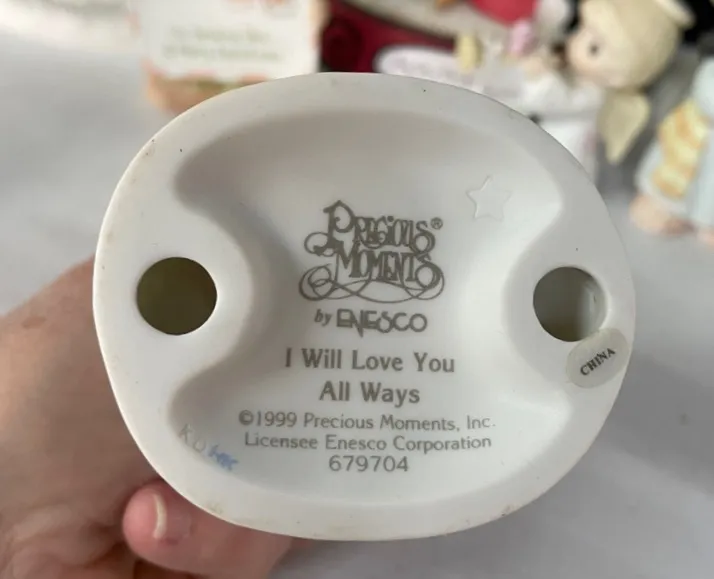 PRECIOUS®
MOMENTS
by ENESCO
I Will Love You
All Ways
©1999 Precious Moments, Inc.
Licensee Enesco Corporation
679704
CHINA